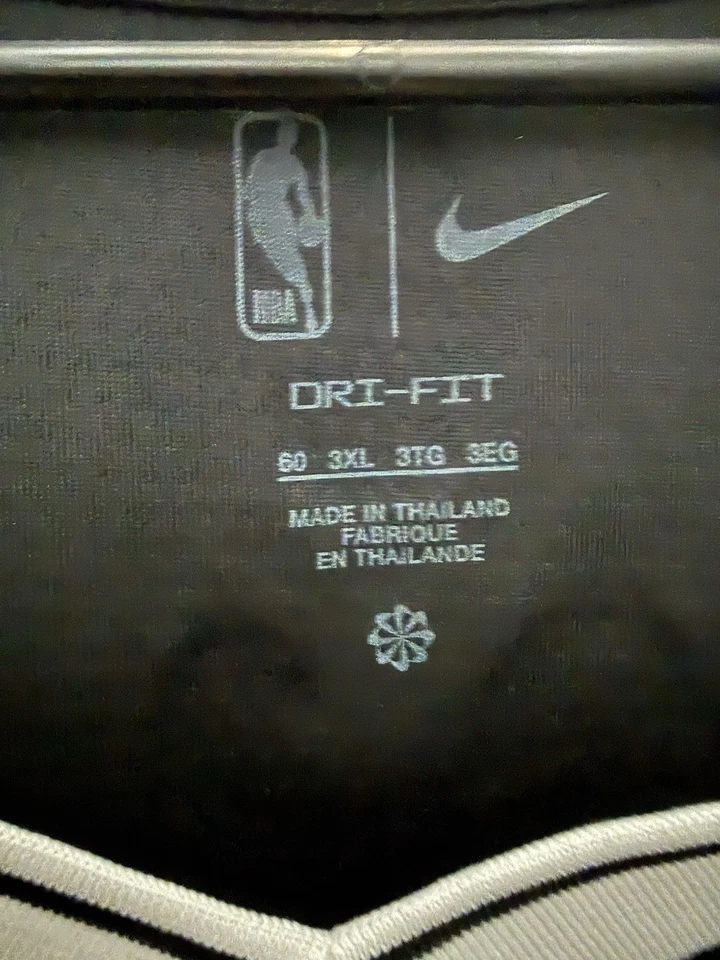 NBA
DRI-FIT
60 3XL 3TG 3EG
MADE IN THAILAND
FABRIQUE
EN THAILANDE